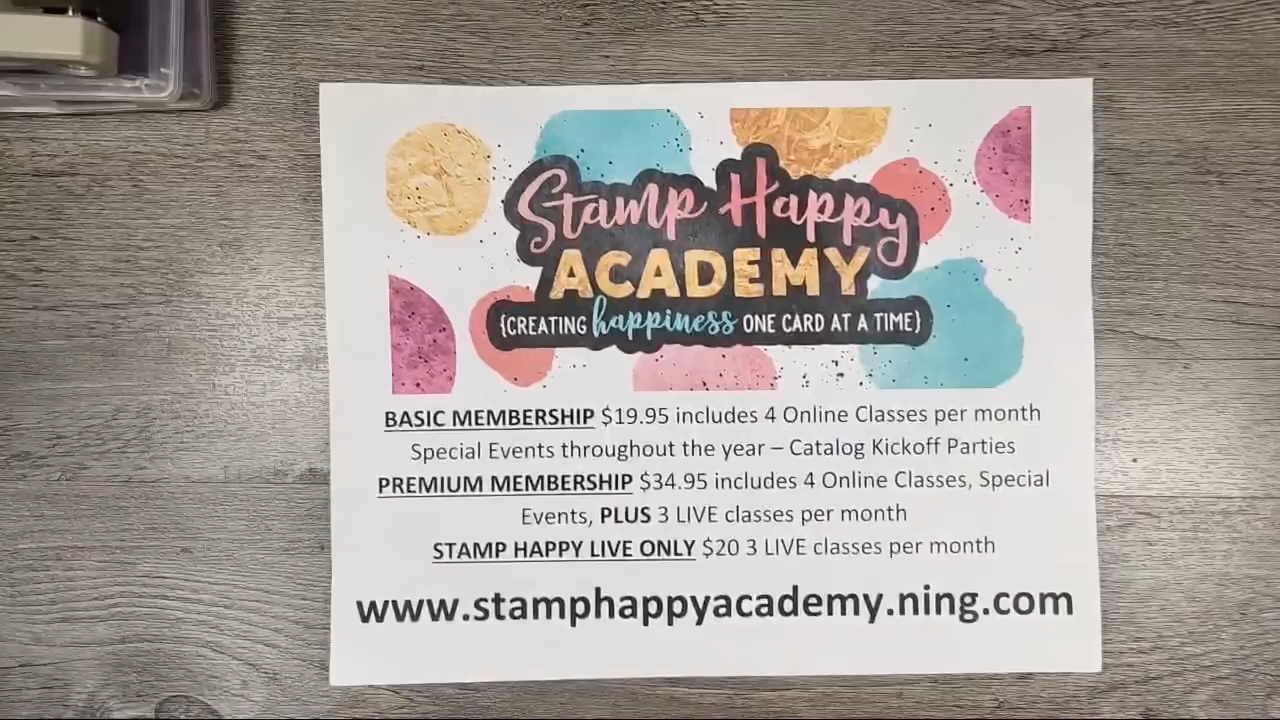 Stamp Happy
ACADEMY
{CREATING happiness ONE CARD AT A TIME}
BASIC MEMBERSHIP $19.95 includes 4 Online Classes per month
Special Events throughout the year – Catalog Kickoff Parties
PREMIUM MEMBERSHIP $34.95 includes 4 Online Classes, Special
Events, PLUS 3 LIVE classes per month
STAMP HAPPY LIVE ONLY $20 3 LIVE classes per month
www.stamphappyacademy.ning.com